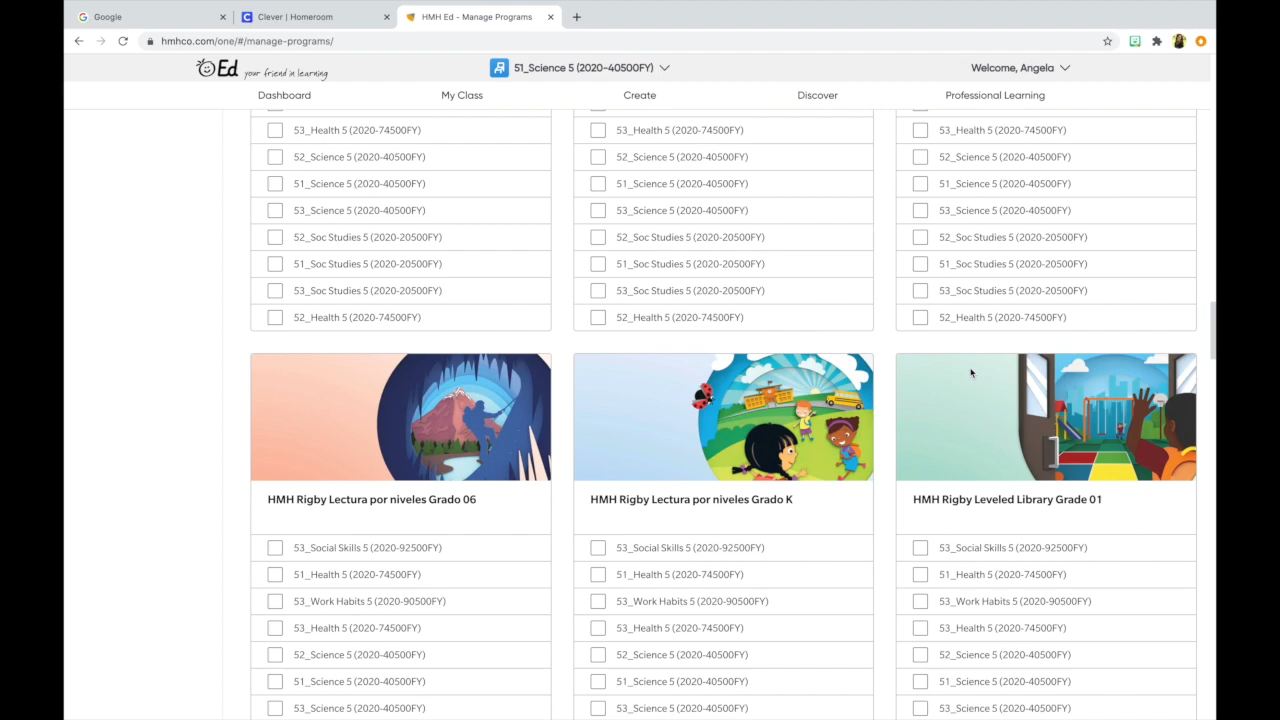 Google
Clever | Homeroom
HMH Ed - Manage Programs
hmhco.com/one/#/manage-programs/
Ed your friend in learning
51_Science 5 (2020-40500FY)
Welcome, Angela
Dashboard
My Class
Create
Discover
Professional Learning
53_Health 5 (2020-74500FY)
53_Health 5 (2020-74500FY)
53_Health 5 (2020-74500FY)
52_Science 5 (2020-40500FY)
52_Science 5 (2020-40500FY)
52_Science 5 (2020-40500FY)
51_Science 5 (2020-40500FY)
51_Science 5 (2020-40500FY)
51_Science 5 (2020-40500FY)
53_Science 5 (2020-40500FY)
53_Science 5 (2020-40500FY)
53_Science 5 (2020-40500FY)
52_Soc Studies 5 (2020-20500FY)
52_Soc Studies 5 (2020-20500FY)
52_Soc Studies 5 (2020-20500FY)
51_Soc Studies 5 (2020-20500FY)
51_Soc Studies 5 (2020-20500FY)
51_Soc Studies 5 (2020-20500FY)
53_Soc Studies 5 (2020-20500FY)
53_Soc Studies 5 (2020-20500FY)
53_Soc Studies 5 (2020-20500FY)
52_Health 5 (2020-74500FY)
52_Health 5 (2020-74500FY)
52_Health 5 (2020-74500FY)
HMH Rigby Lectura por niveles Grado 06
HMH Rigby Lectura por niveles Grado K
HMH Rigby Leveled Library Grade 01
53_Social Skills 5 (2020-92500FY)
53_Social Skills 5 (2020-92500FY)
53_Social Skills 5 (2020-92500FY)
51_Health 5 (2020-74500FY)
51_Health 5 (2020-74500FY)
51_Health 5 (2020-74500FY)
53_Work Habits 5 (2020-90500FY)
53_Work Habits 5 (2020-90500FY)
53_Work Habits 5 (2020-90500FY)
53_Health 5 (2020-74500FY)
53_Health 5 (2020-74500FY)
53_Health 5 (2020-74500FY)
52_Science 5 (2020-40500FY)
52_Science 5 (2020-40500FY)
52_Science 5 (2020-40500FY)
51_Science 5 (2020-40500FY)
51_Science 5 (2020-40500FY)
51_Science 5 (2020-40500FY)
53_Science 5 (2020-40500FY)
53_Science 5 (2020-40500FY)
53_Science 5 (2020-40500FY)